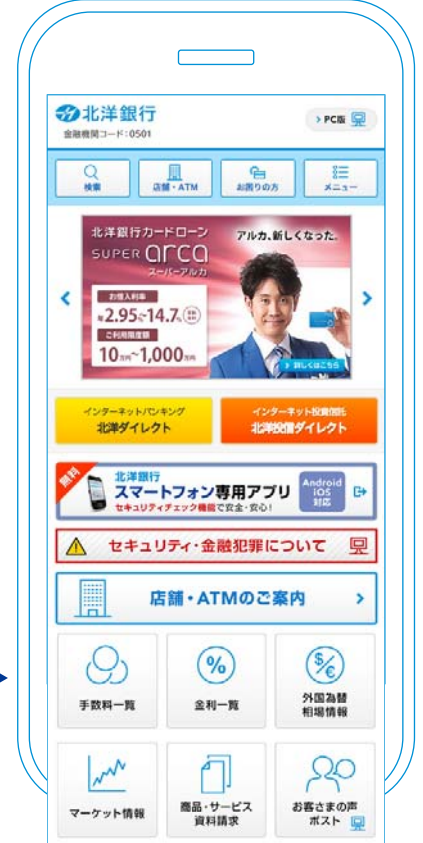 北洋銀行
金融機関コード:0501
PC版
検索
店舗・ATM
お困りの方
メニュー
北洋銀行カードローン
SUPER arca
スーパーアルカ
アルカ、新しくなった。
お借入利率
年2.95%~14.7%
ご利用限度額
10万円~1,000万円
詳しくはこちら
インターネットバンキング
北洋ダイレクト
インターネット投資信託
北洋投信ダイレクト
無料
北洋銀行
スマートフォン専用アプリ
セキュリティチェック機能で安全・安心!
Android
iOS
対応
セキュリティ・金融犯罪について
店舗・ATMのご案内
手数料一覧
金利一覧
外国為替
相場情報
マーケット情報
商品・サービス
資料請求
お客さまの声
ポスト